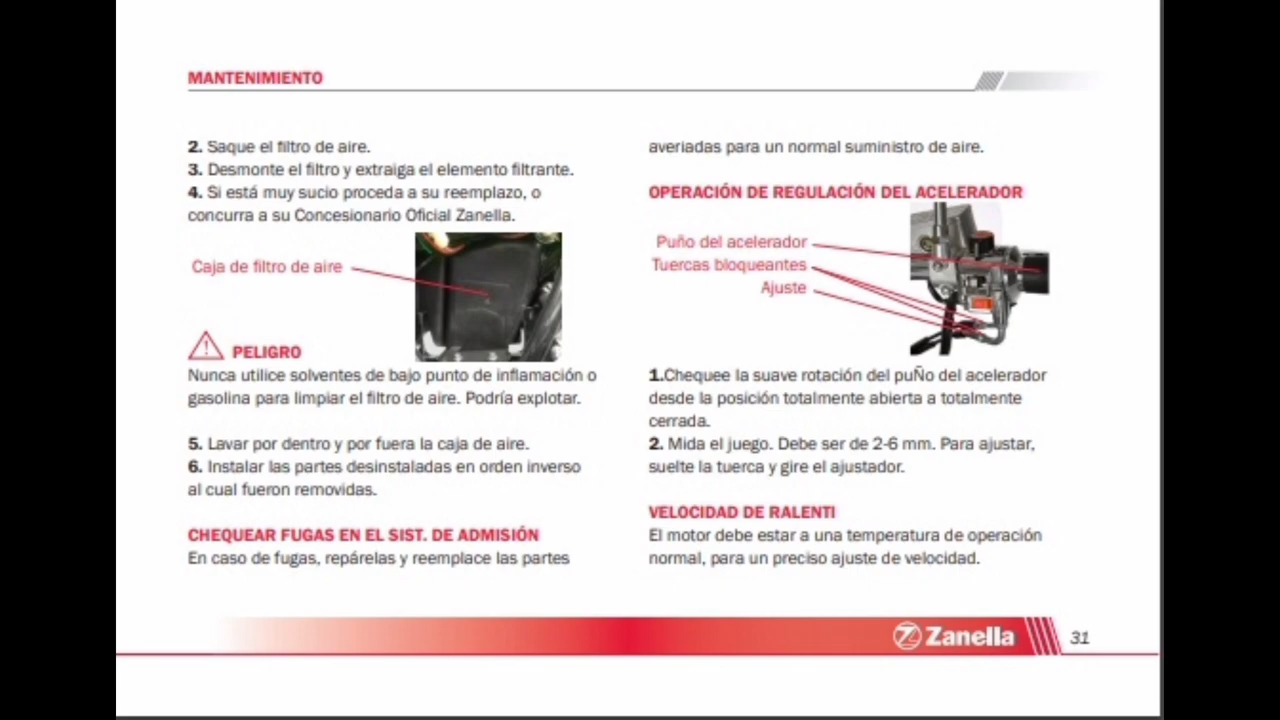 MANTENIMIENTO
2. Saque el filtro de aire.
3. Desmonte el filtro y extraiga el elemento filtrante.
4. Si está muy sucio proceda a su reemplazo, o
concurra a su Concesionario Oficial Zanella.
Caja de filtro de aire
PELIGRO
Nunca utilice solventes de bajo punto de inflamación o
gasolina para limpiar el filtro de aire. Podría explotar.
5. Lavar por dentro y por fuera la caja de aire.
6. Instalar las partes desinstaladas en orden inverso
al cual fueron removidas.
CHEQUEAR FUGAS EN EL SIST. DE ADMISIÓN
En caso de fugas, repárelas y reemplace las partes
averiadas para un normal suministro de aire.
OPERACIÓN DE REGULACIÓN DEL ACELERADOR
Puño del acelerador
Tuercas bloqueantes
Ajuste
1.Chequee la suave rotación del puÑo del acelerador
desde la posición totalmente abierta a totalmente
cerrada.
2. Mida el juego. Debe ser de 2-6 mm. Para ajustar,
suelte la tuerca y gire el ajustador.
VELOCIDAD DE RALENTI
El motor debe estar a una temperatura de operación
normal, para un preciso ajuste de velocidad.
Zanella
31